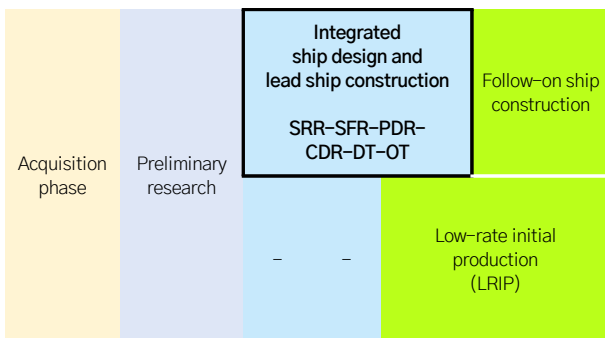 Acquisition
phase
Preliminary
research
Integrated
ship design and
lead ship construction
SRR-SFR-PDR-
CDR-DT-OT
Follow-on ship
construction
- -
Low-rate initial
production
(LRIP)